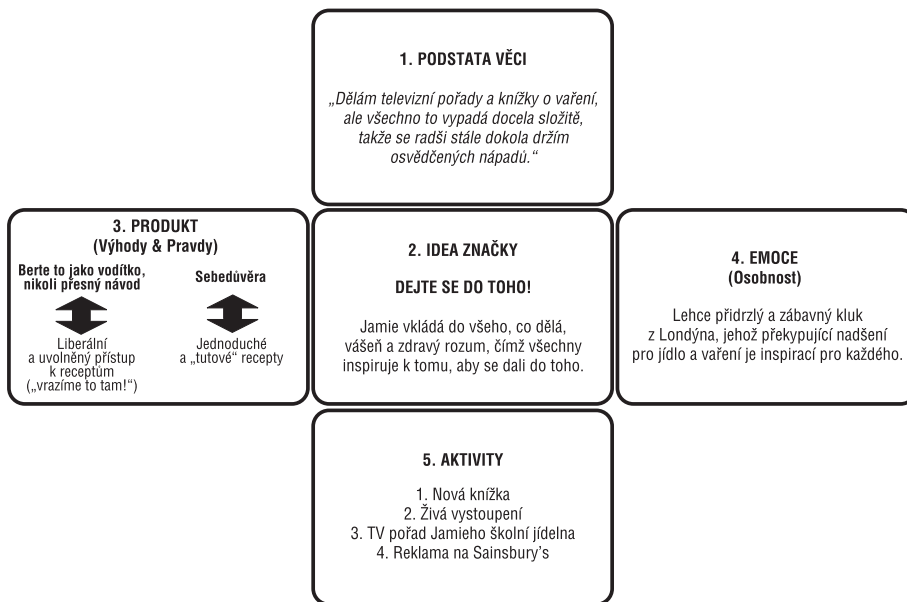 1. PODSTATA VĚCI
„Dělám televizní pořady a knížky o vaření,
ale všechno to vypadá docela složitě,
takže se radši stále dokola držím
osvědčených nápadů.“
3. PRODUKT
(Výhody & Pravdy)
Berte to jako vodítko,
nikoli přesný návod
Sebedůvěra
Liberální
a uvolněný přístup
k receptům
(„vrazíme to tam!“)
Jednoduché
a „tutové“ recepty
2. IDEA ZNAČKY
DEJTE SE DO TOHO!
Jamie vkládá do všeho, co dělá,
vášeň a zdravý rozum, čímž všechny
inspiruje k tomu, aby se dali do toho.
4. EMOCE
(Osobnost)
Lehce přidrzlý a zábavný kluk
z Londýna, jehož překypující nadšení
pro jídlo a vaření je inspirací pro každého.
5. AKTIVITY
1. Nová knížka
2. Živá vystoupení
3. TV pořad Jamieho školní jídelna
4. Reklama na Sainsbury's